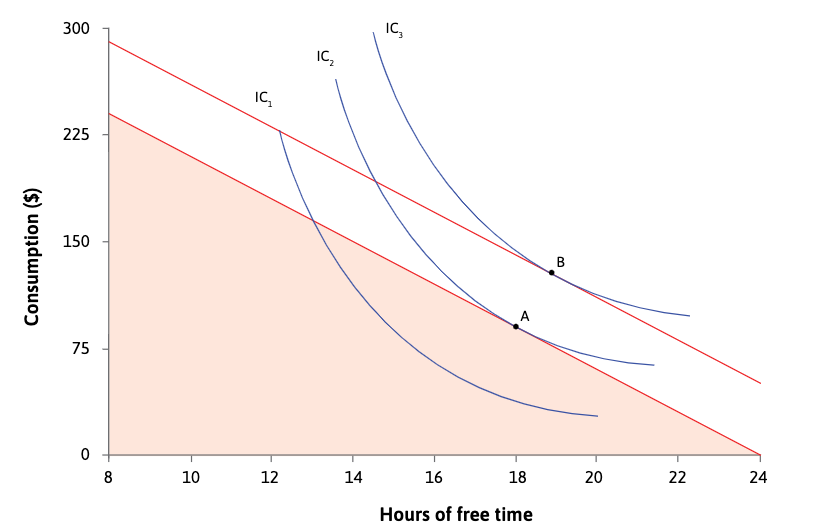 300
IC3
IC2
IC1
225
150
B
A
75
0
8 10 12 14 16 18 20 22 24
Consumption ($)
Hours of free time